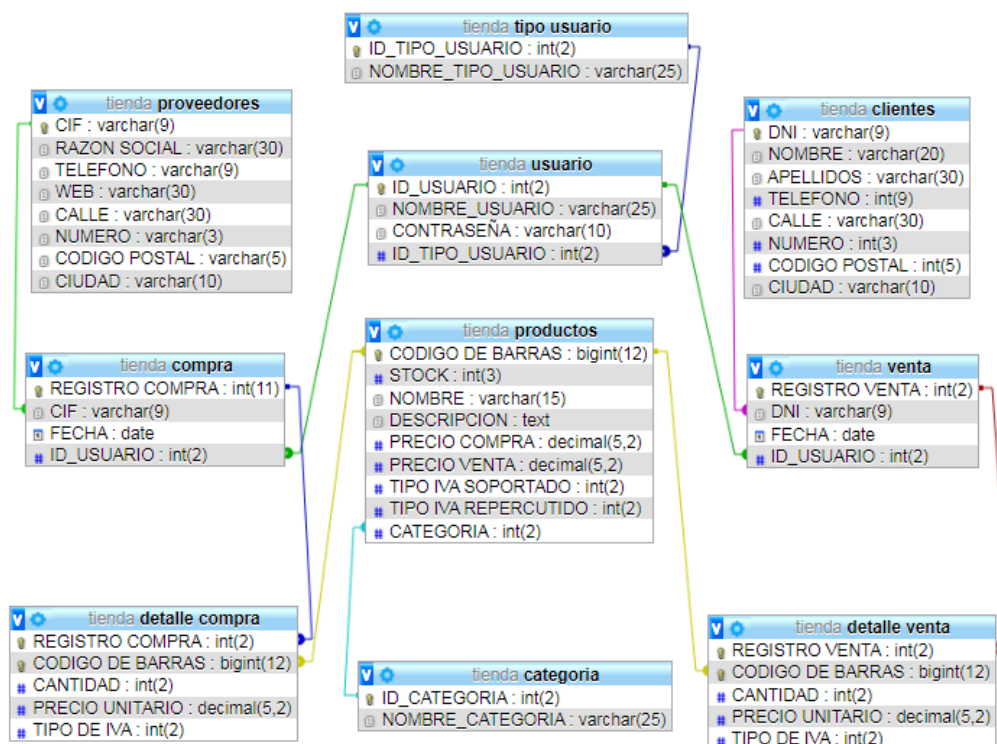 tienda tipo usuario
ID_TIPO_USUARIO : int(2)
NOMBRE_TIPO_USUARIO : varchar(25)
tienda proveedores
CIF : varchar(9)
RAZON SOCIAL : varchar(30)
TELEFONO : varchar(9)
WEB : varchar(30)
CALLE : varchar(30)
NUMERO : varchar(3)
CODIGO POSTAL : varchar(5)
CIUDAD : varchar(10)
tienda usuario
ID_USUARIO : int(2)
NOMBRE_USUARIO : varchar(25)
CONTRASEÑA : varchar(10)
ID_TIPO_USUARIO : int(2)
tienda clientes
DNI : varchar(9)
NOMBRE : varchar(20)
APELLIDOS : varchar(30)
TELEFONO : int(9)
CALLE : varchar(30)
NUMERO : int(3)
CODIGO POSTAL : int(5)
CIUDAD : varchar(10)
tienda compra
REGISTRO COMPRA : int(11)
CIF : varchar(9)
FECHA : date
ID_USUARIO : int(2)
tienda productos
CODIGO DE BARRAS : bigint(12)
STOCK : int(3)
NOMBRE : varchar(15)
DESCRIPCION : text
PRECIO COMPRA : decimal(5,2)
PRECIO VENTA : decimal(5,2)
TIPO IVA SOPORTADO : int(2)
TIPO IVA REPERCUTIDO : int(2)
CATEGORIA : int(2)
tienda venta
REGISTRO VENTA : int(2)
DNI : varchar(9)
FECHA : date
ID_USUARIO : int(2)
tienda detalle compra
REGISTRO COMPRA : int(2)
CODIGO DE BARRAS : bigint(12)
CANTIDAD : int(2)
PRECIO UNITARIO : decimal(5,2)
TIPO DE IVA : int(2)
tienda categoria
ID_CATEGORIA : int(2)
NOMBRE_CATEGORIA : varchar(25)
tienda detalle venta
REGISTRO VENTA : int(2)
CODIGO DE BARRAS : bigint(12)
CANTIDAD : int(2)
PRECIO UNITARIO : decimal(5,2)
TIPO DE IVA : int(2)